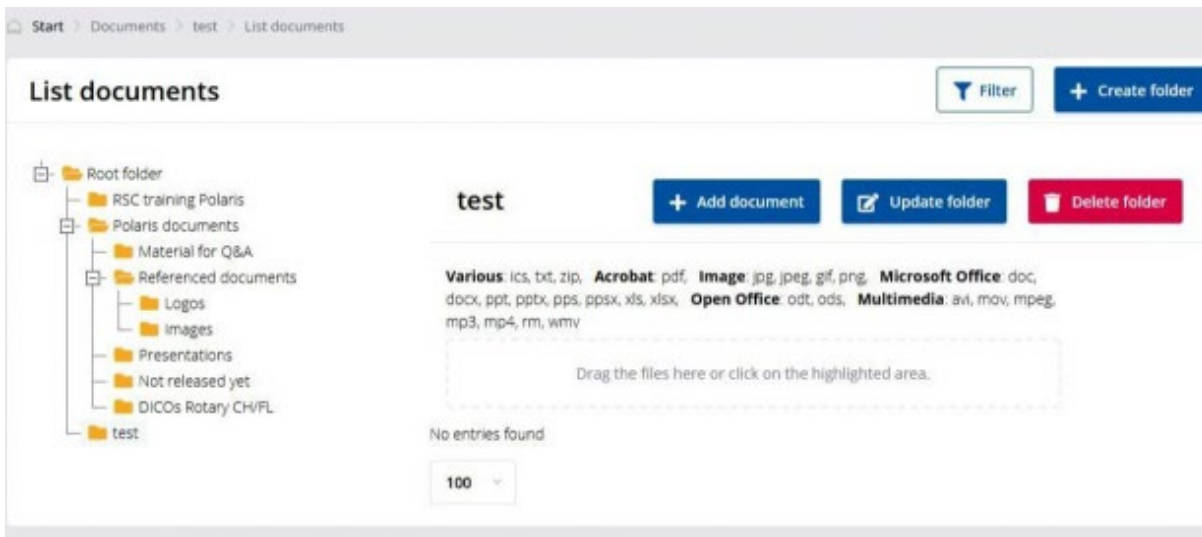 Start > Documents > test > List documents
List documents
Filter
+ Create folder
Root folder
RSC training Polaris
Polaris documents
Material for Q&A
Referenced documents
Logos
Images
Presentations
Not released yet
DICOs Rotary CH/FL
test
test
+ Add document
Update folder
Delete folder
Various: ics, txt, zip, Acrobat: pdf, Image: jpg, jpeg, gif, png, Microsoft Office: doc,
docx, ppt, pptx, pps, ppsx, xls, xlsx, Open Office: odt, ods, Multimedia: avi, mov, mpeg,
mp3, mp4, rm, wmv
Drag the files here or click on the highlighted area.
No entries found
100